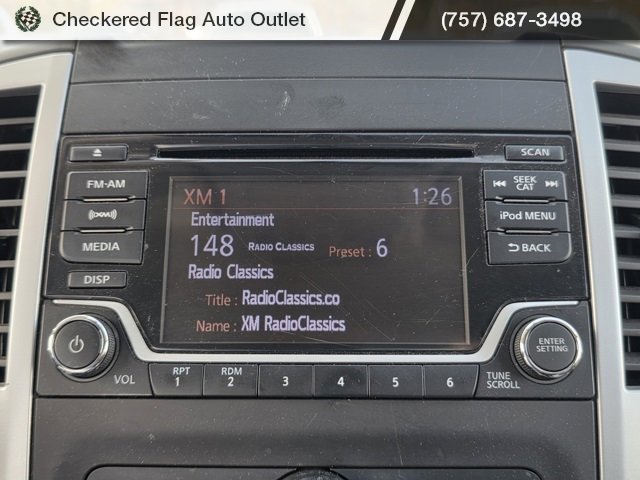 Checkered Flag Auto Outlet
(757) 687-3498
SCAN
FM-AM
((XM))
MEDIA
DISP
XM 1
1:26
Entertainment
148 RADIO CLASSICS Preset : 6
Radio Classics
Title : RadioClassics.co
Name : XM RadioClassics
SEEK
CAT
iPod MENU
BACK
VOL
RPT
1
RDM
2
3
4
5
6
TUNE
SCROLL
ENTER
SETTING